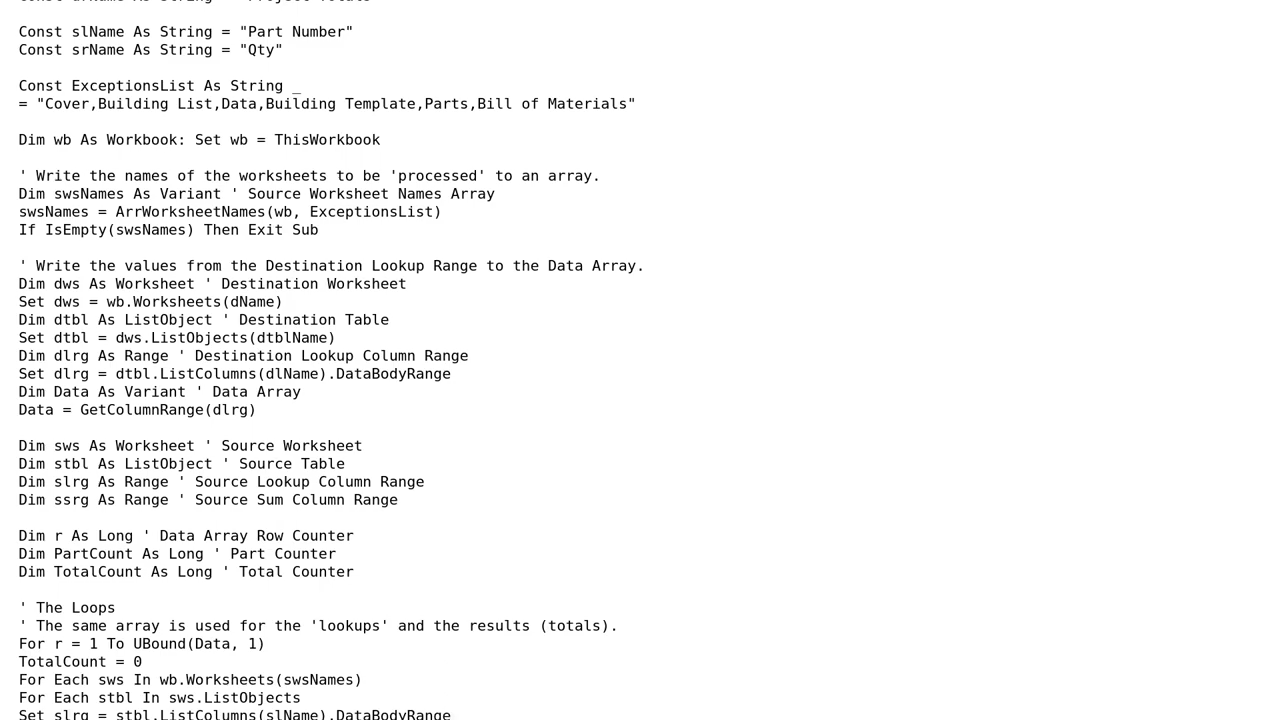 Const slName As String = "Part Number"
Const srName As String = "Qty"
Const ExceptionsList As String _
= "Cover,Building List,Data,Building Template,Parts,Bill of Materials"
Dim wb As Workbook: Set wb = ThisWorkbook
' Write the names of the worksheets to be 'processed' to an array.
Dim swsNames As Variant ' Source Worksheet Names Array
swsNames = ArrWorksheetNames(wb, ExceptionsList)
If IsEmpty(swsNames) Then Exit Sub
' Write the values from the Destination Lookup Range to the Data Array.
Dim dws As Worksheet ' Destination Worksheet
Set dws = wb.Worksheets(dName)
Dim dtbl As ListObject ' Destination Table
Set dtbl = dws.ListObjects(dtblName)
Dim dlrg As Range ' Destination Lookup Column Range
Set dlrg = dtbl.ListColumns(dlName).DataBodyRange
Dim Data As Variant ' Data Array
Data = GetColumnRange(dlrg)
Dim sws As Worksheet ' Source Worksheet
Dim stbl As ListObject ' Source Table
Dim slrg As Range ' Source Lookup Column Range
Dim ssrg As Range ' Source Sum Column Range
Dim r As Long ' Data Array Row Counter
Dim PartCount As Long ' Part Counter
Dim TotalCount As Long ' Total Counter
' The Loops
' The same array is used for the 'lookups' and the results (totals).
For r = 1 To UBound(Data, 1)
TotalCount = 0
For Each sws In wb.Worksheets(swsNames)
For Each stbl In sws.ListObjects
Set slrg = stbl.ListColumns(slName).DataBodyRange